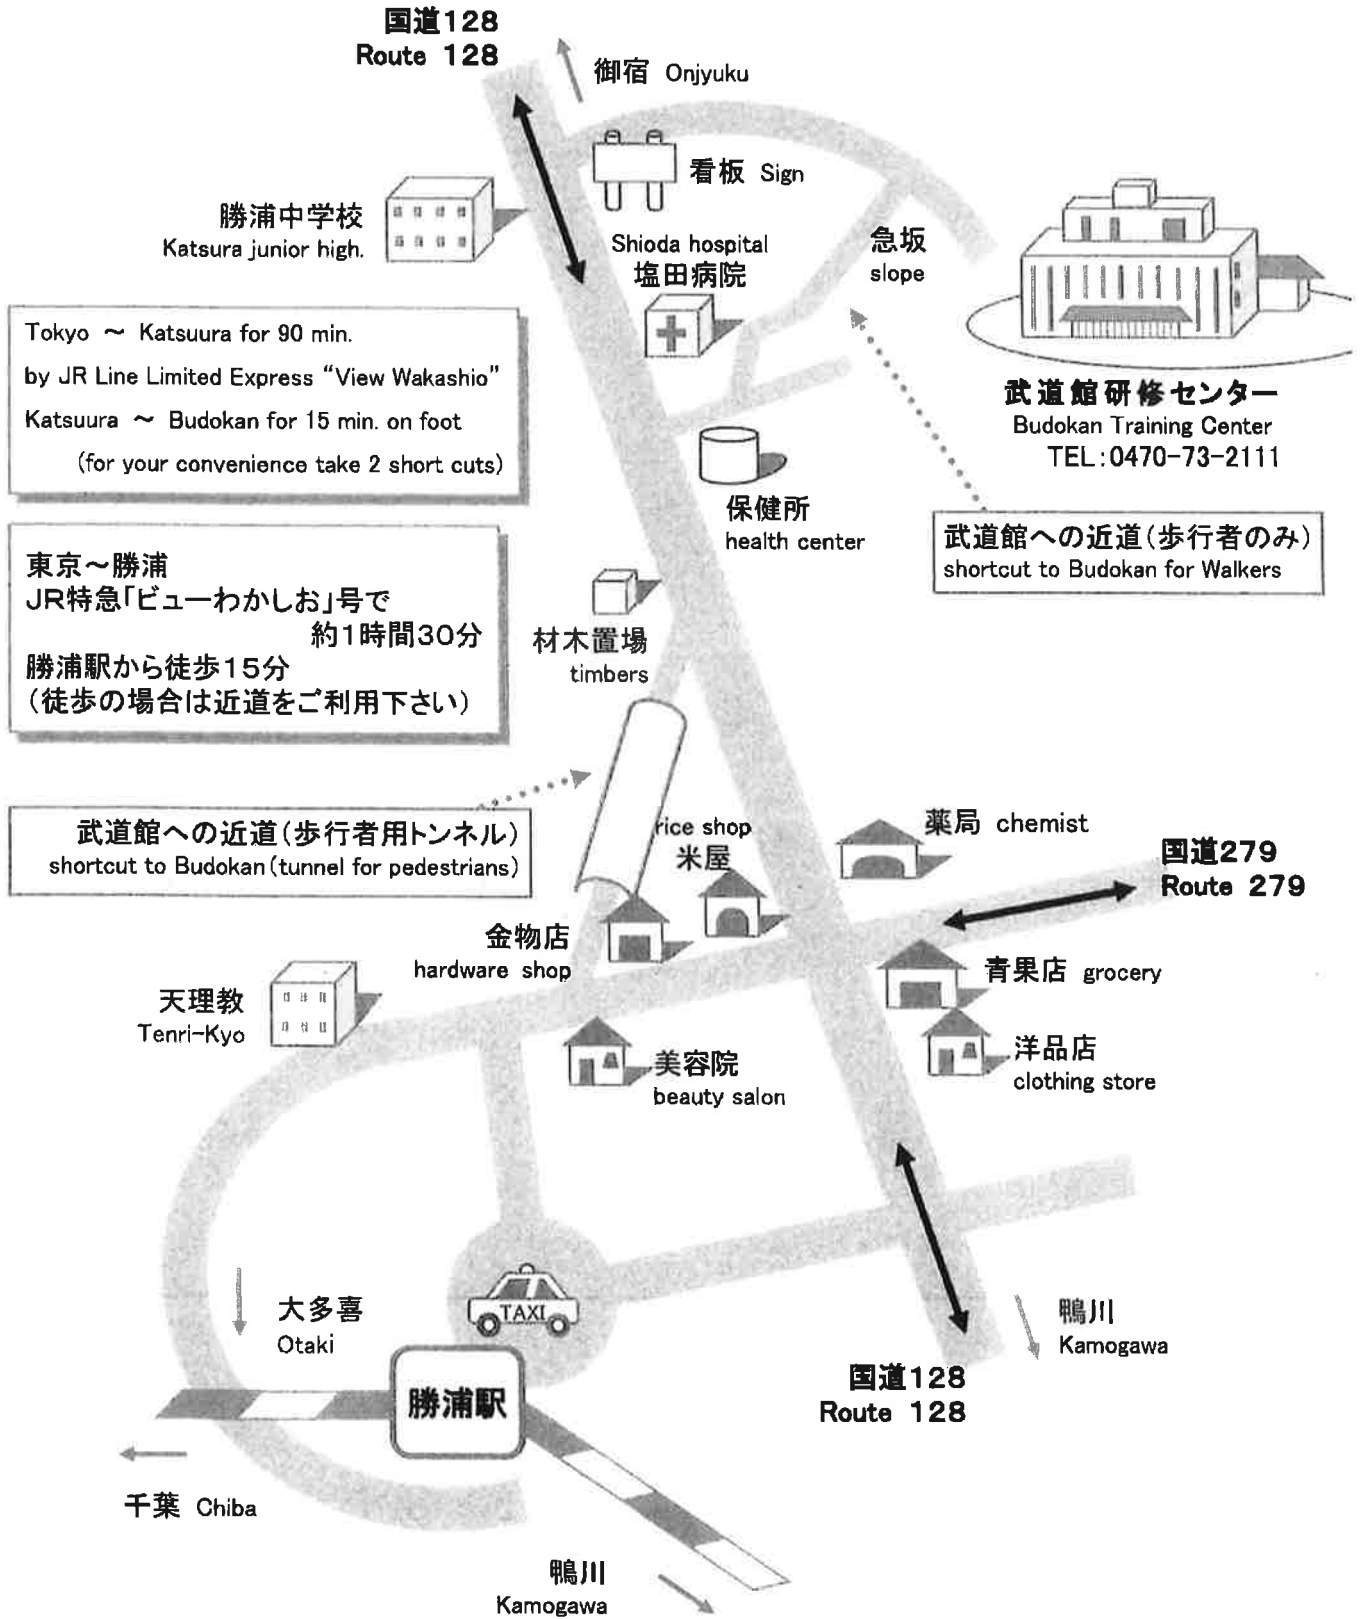 国道128
Route 128
御宿 Onjyuku
看板 Sign
勝浦中学校
Katsura junior high.
Shioda hospital
塩田病院
急坂
slope
Tokyo ～ Katsuura for 90 min.
by JR Line Limited Express “View Wakashio”
Katsuura ～ Budokan for 15 min. on foot
(for your convenience take 2 short cuts)
武道館研修センター
Budokan Training Center
TEL:0470-73-2111
保健所
health center
武道館への近道(歩行者のみ)
shortcut to Budokan for Walkers
東京～勝浦
JR特急「ビューわかしお」号で
約1時間30分
勝浦駅から徒歩15分
(徒歩の場合は近道をご利用下さい)
材木置場
timbers
武道館への近道(歩行者用トンネル)
shortcut to Budokan(tunnel for pedestrians)
rice shop
米屋
薬局 chemist
国道279
Route 279
金物店
hardware shop
青果店 grocery
天理教
Tenri-Kyo
美容院
beauty salon
洋品店
clothing store
大多喜
Otaki
TAXI
鴨川
Kamogawa
国道128
Route 128
勝浦駅
千葉 Chiba
鴨川
Kamogawa